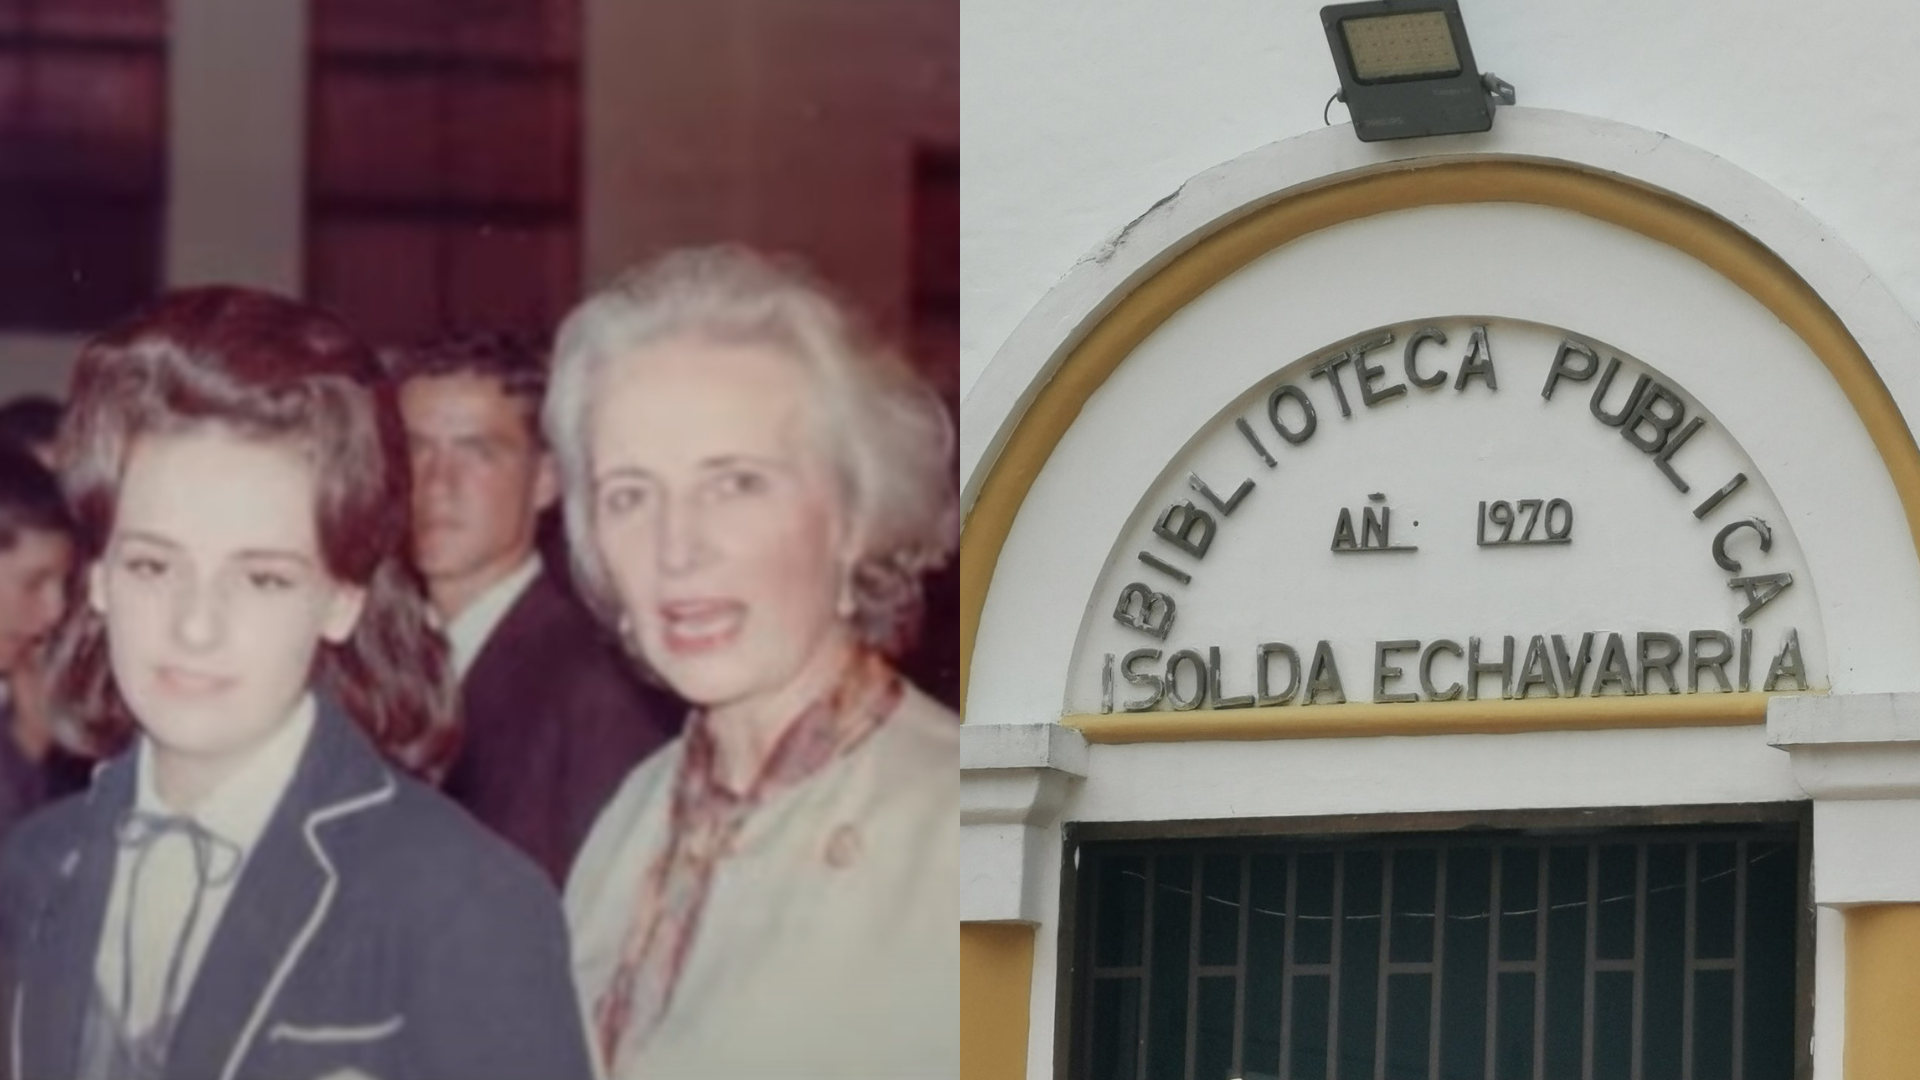 BIBLIOTECA PUBLICA
AÑ. 1970
ISOLDA ECHAVARRIA